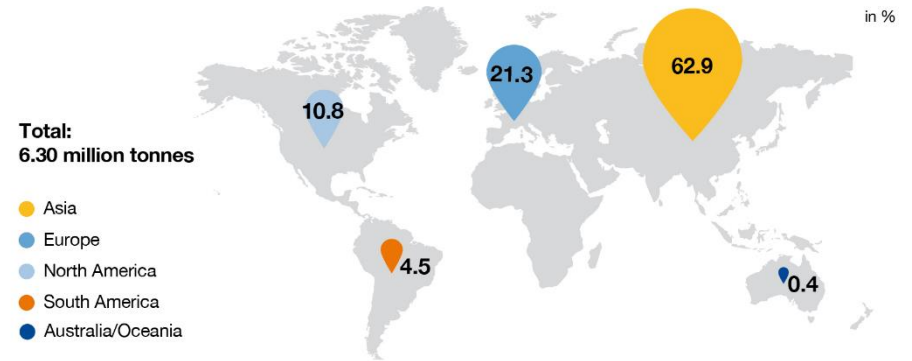 in %
62.9
21.3
10.8
Total:
6.30 million tonnes
Asia
Europe
North America
South America
Australia/Oceania
4.5
0.4